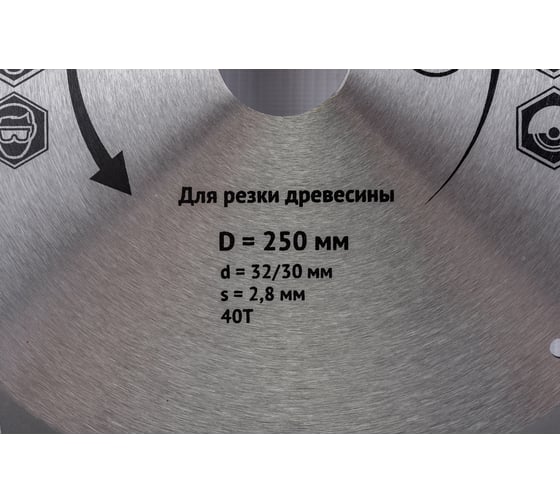 Для резки древесины
D = 250 мм
d = 32/30 мм
s = 2,8 мм
40T